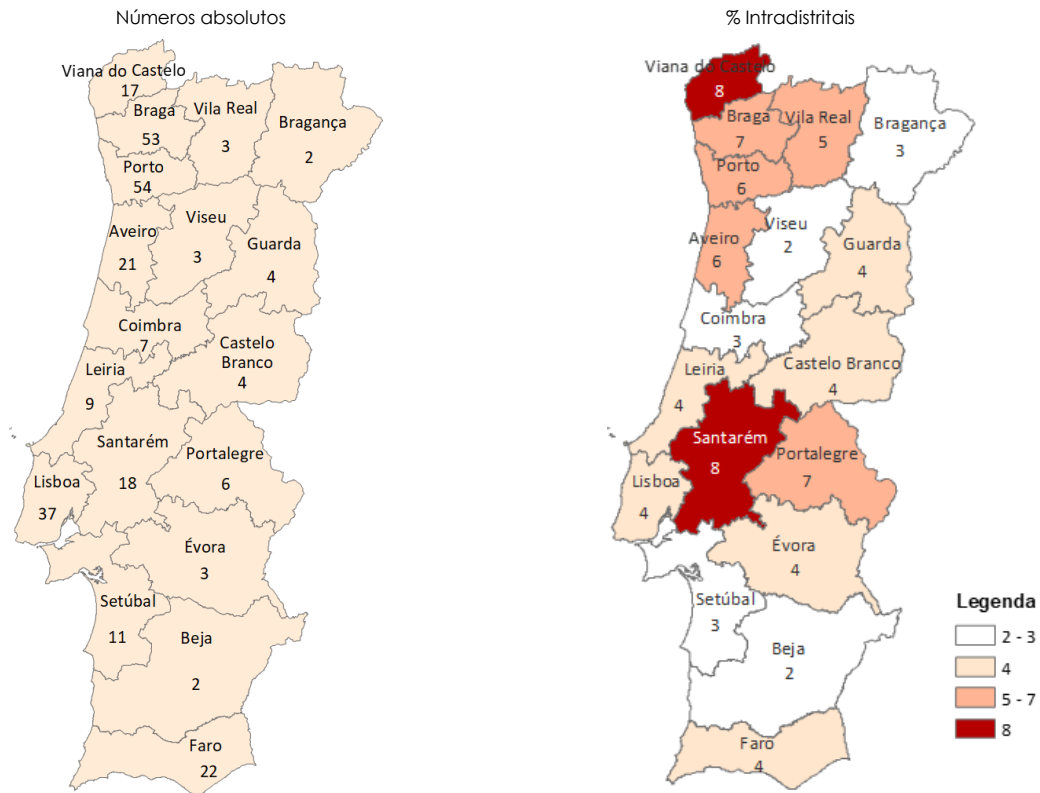 Números absolutos
Viana do Castelo
17
Braga
53
Vila Real
3
Bragança
2
Porto
54
Viseu
3
Aveiro
21
Guarda
4
Coimbra
7
Castelo
Branco
4
Leiria
9
Santarém
18
Portalegre
6
Lisboa
37
Évora
3
Setúbal
11
Beja
2
Faro
22
% Intradistritais
Viana do Castelo
8
Braga
7
Vila Real
5
Bragança
3
Porto
6
Viseu
2
Aveiro
6
Guarda
4
Coimbra
3
Castelo Branco
4
Leiria
4
Santarém
8
Portalegre
7
Lisboa
4
Évora
4
Setúbal
3
Beja
2
Faro
4
Legenda
2 - 3
4
5 - 7
8